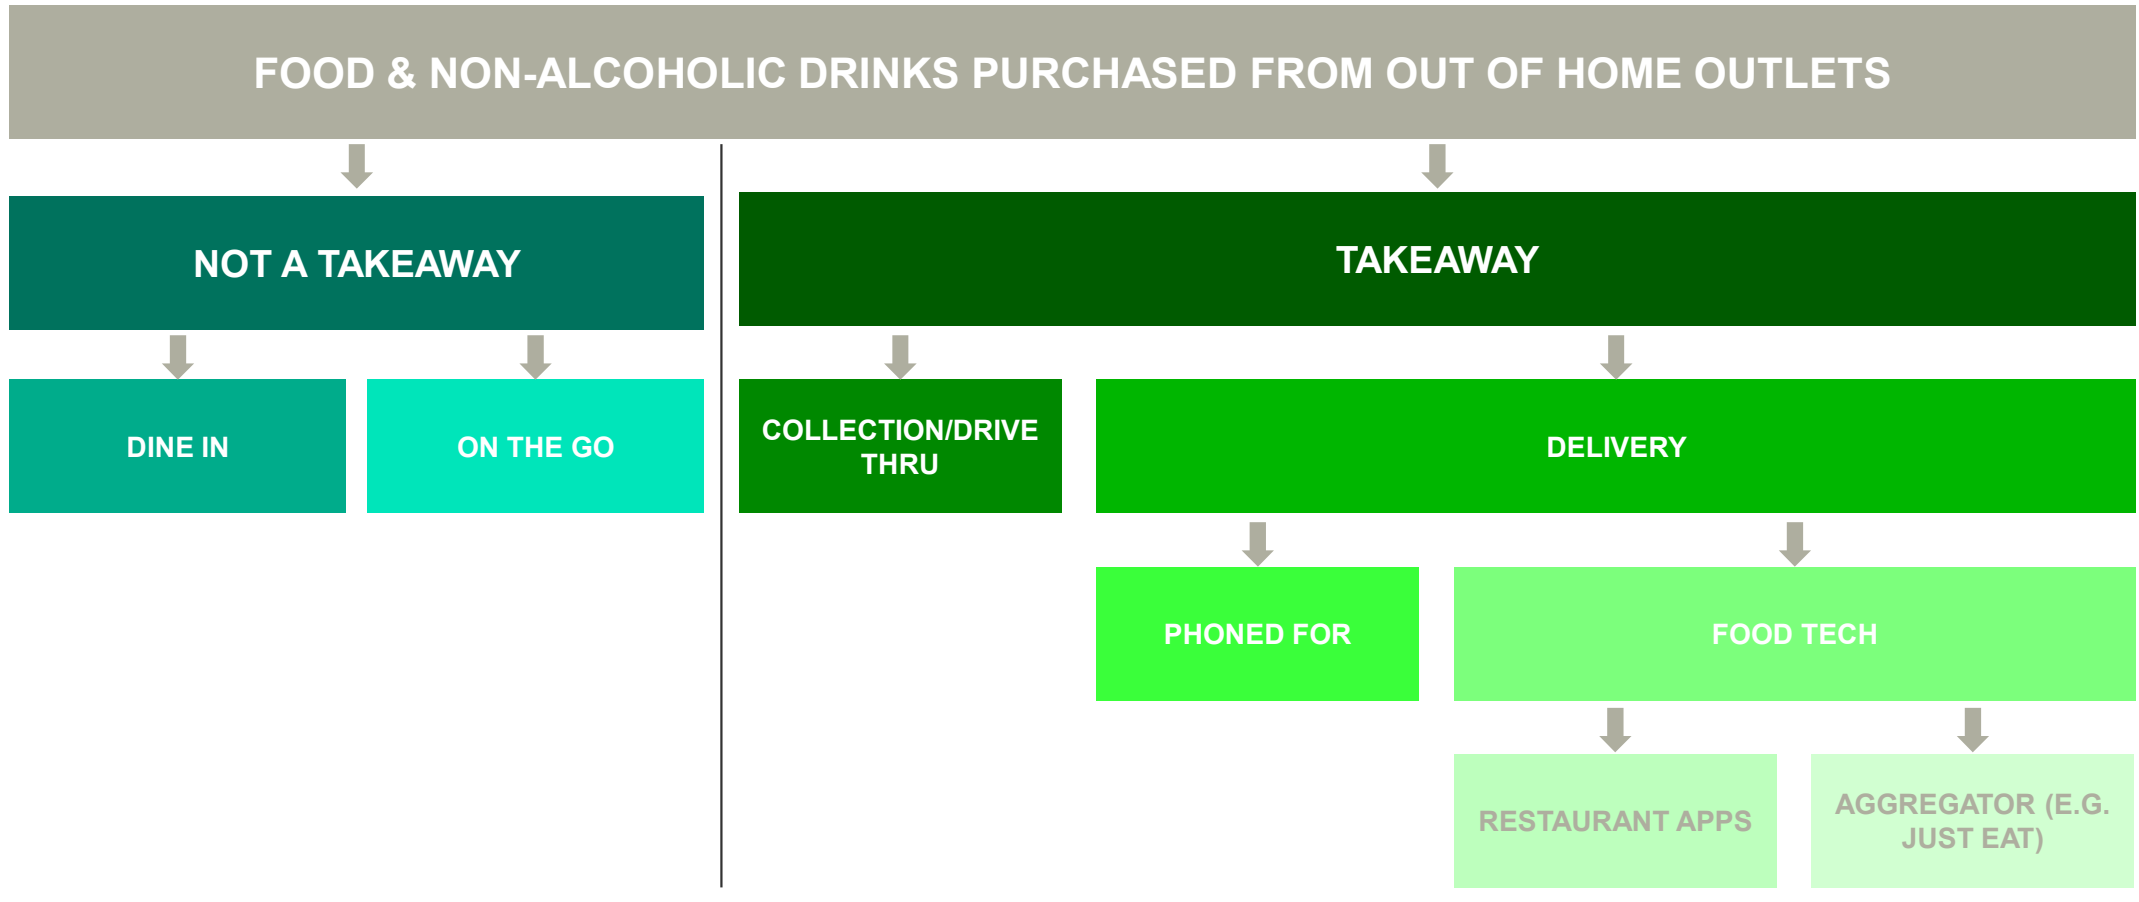 FOOD & NON-ALCOHOLIC DRINKS PURCHASED FROM OUT OF HOME OUTLETS
NOT A TAKEAWAY
TAKEAWAY
DINE IN
ON THE GO
COLLECTION/DRIVE
THRU
DELIVERY
PHONED FOR
FOOD TECH
RESTAURANT APPS
AGGREGATOR (E.G.
JUST EAT)